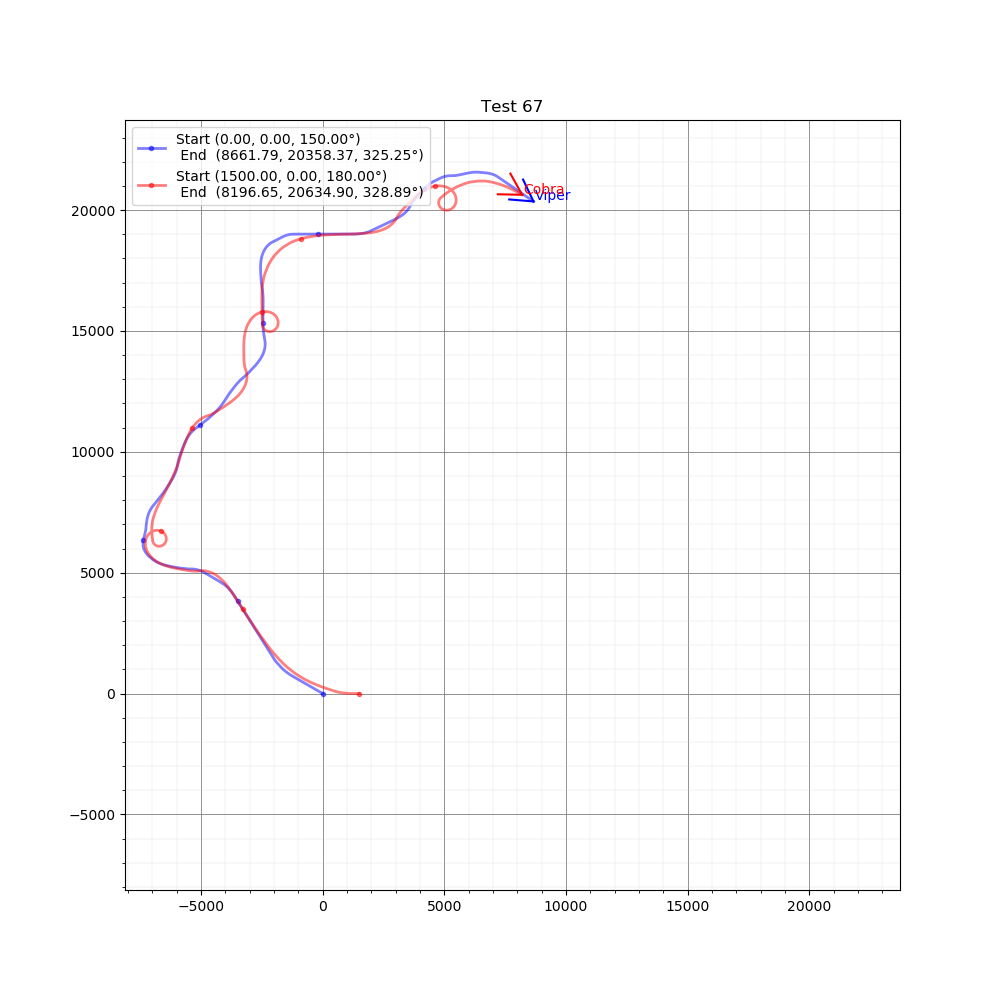 Test 67
Start (0.00, 0.00, 150.00°)
End (8661.79, 20358.37, 325.25°)
Start (1500.00, 0.00, 180.00°)
End (8196.65, 20634.90, 328.89°)
Cobra
Viper
20000
15000
10000
5000
0
−5000
−5000 0 5000 10000 15000 20000